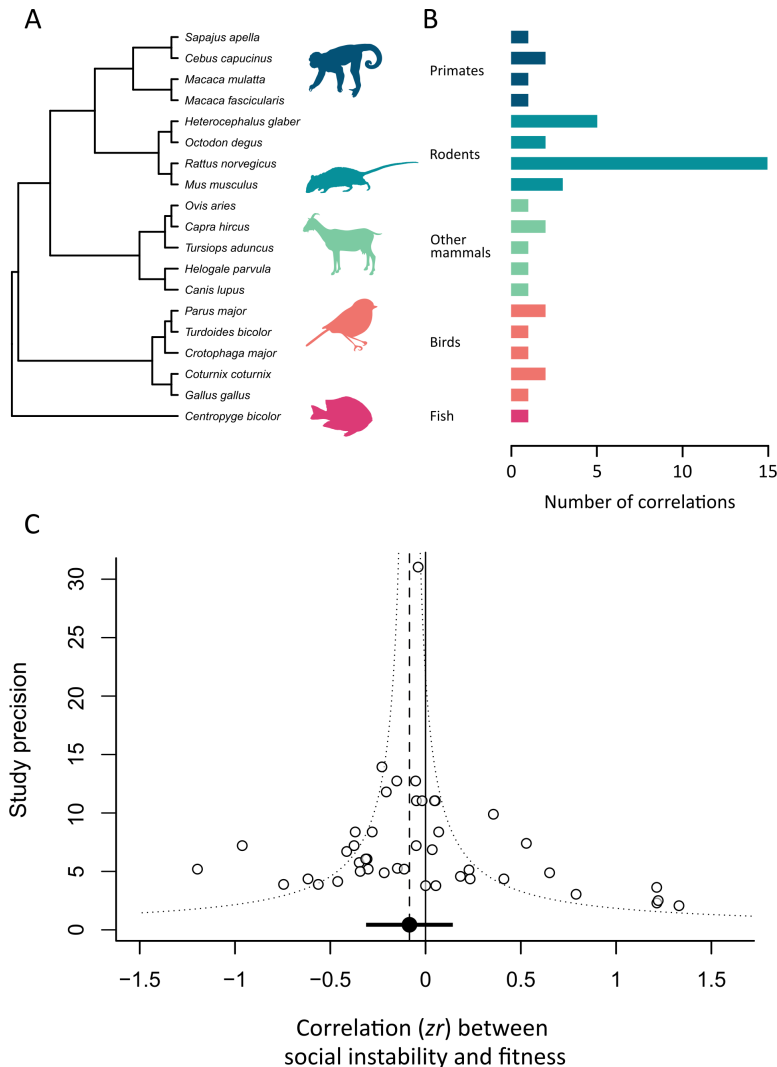 A
B
Sapajus apella
Cebus capucinus
Macaca mulatta
Macaca fascicularis
Heterocephalus glaber
Octodon degus
Rattus norvegicus
Mus musculus
Ovis aries
Capra hircus
Tursiops aduncus
Helogale parvula
Canis lupus
Parus major
Turdoides bicolor
Crotophaga major
Coturnix coturnix
Gallus gallus
Centropyge bicolor
Primates
Rodents
Other
mammals
Birds
Fish
0 5 10 15
Number of correlations
C
Study precision
30
25
20
15
10
5
0
−1.5 −1 −0.5 0 0.5 1 1.5
Correlation (zr) between
social instability and fitness